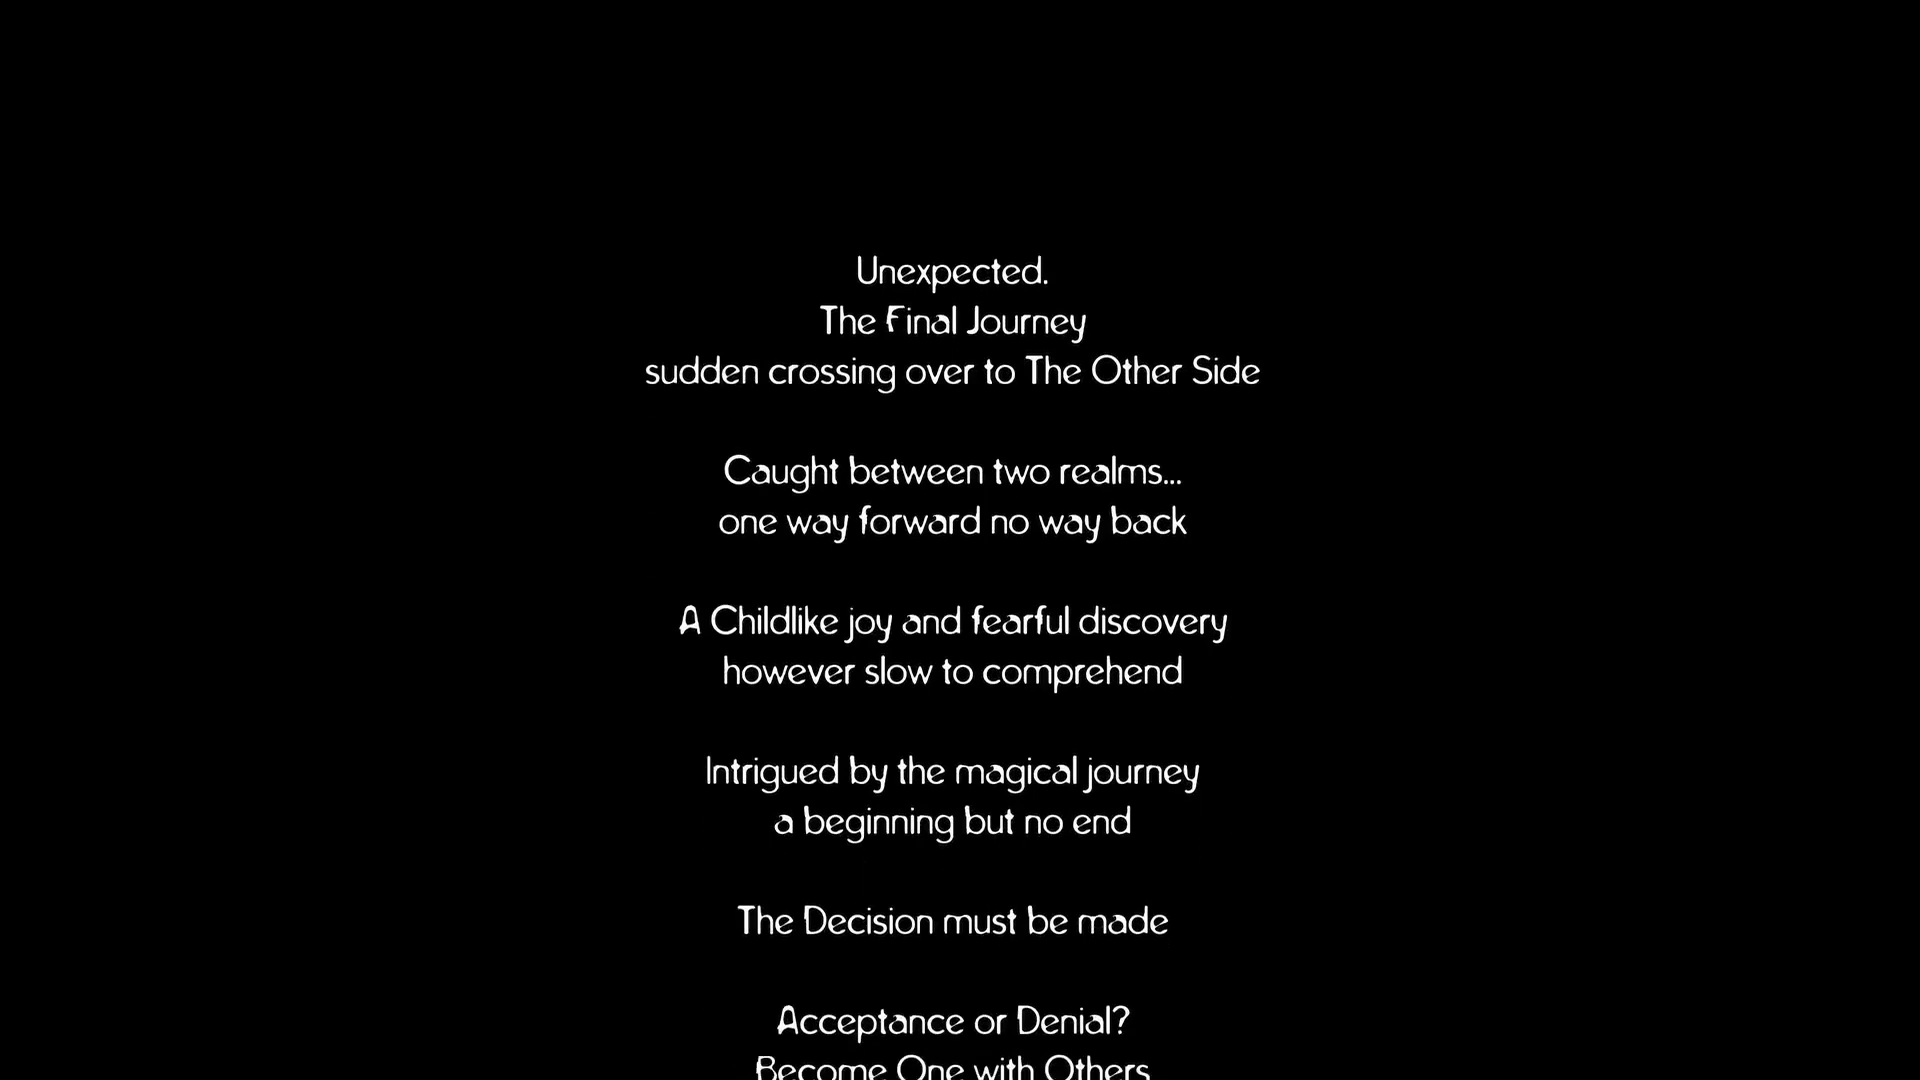 Unexpected.
The Final Journey
sudden crossing over to The Other Side
Caught between two realms...
one way forward no way back
A Childlike joy and fearful discovery
however slow to comprehend
Intrigued by the magical journey
a beginning but no end
The Decision must be made
Acceptance or Denial?
Become One with Others